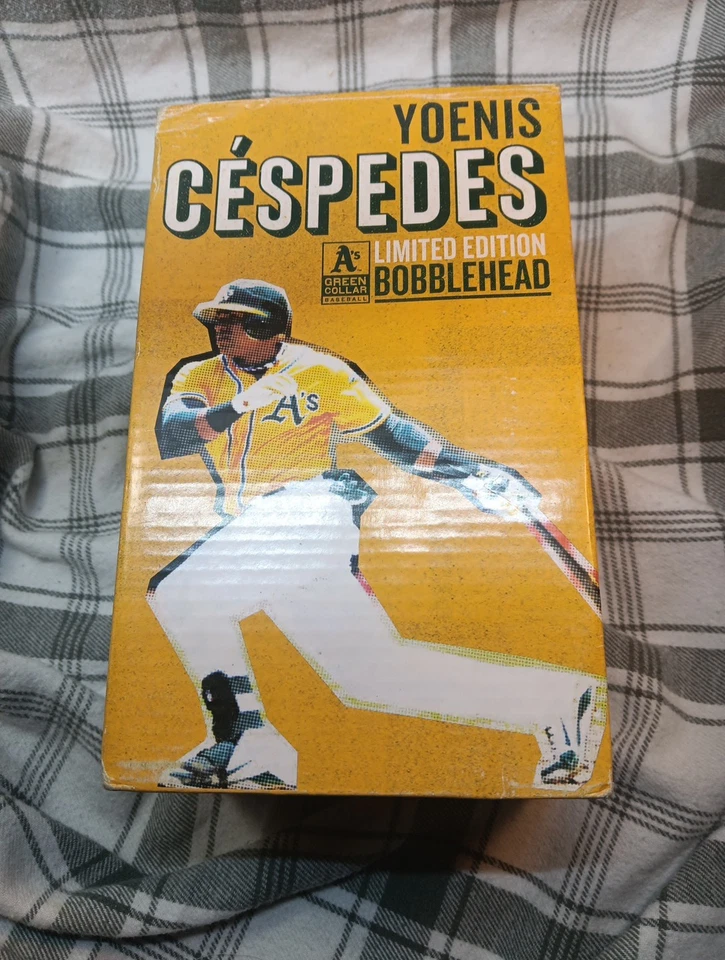 YOENIS
CÉSPEDES
A's
LIMITED EDITION
GREEN
COLLAR
BASEBALL
BOBBLEHEAD
A's